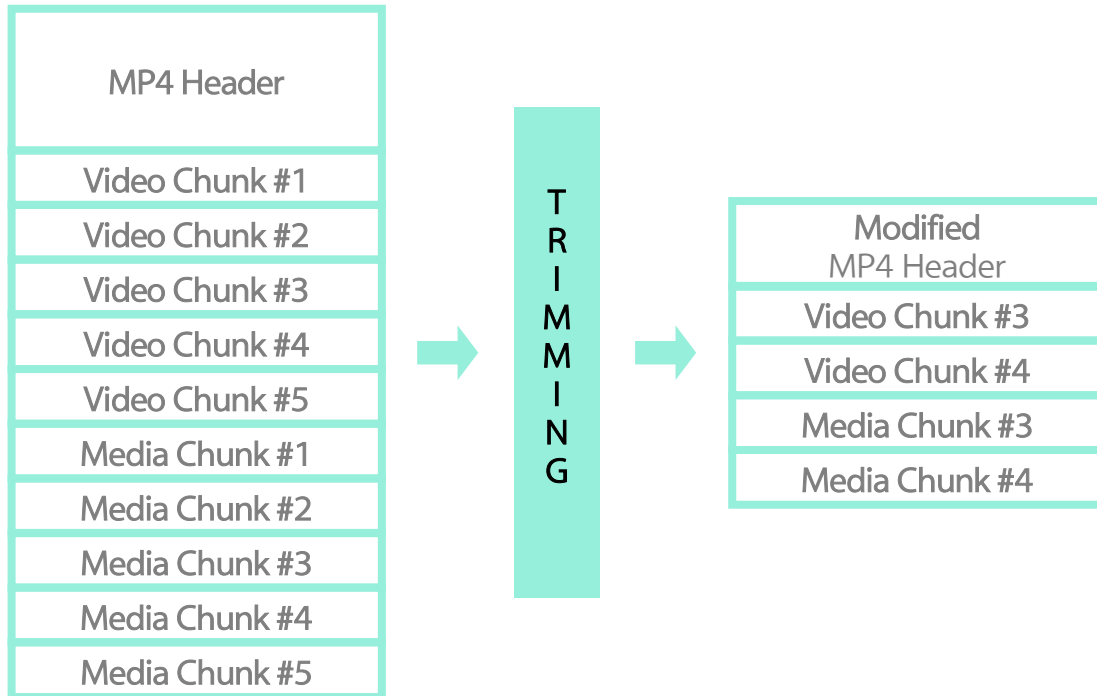 MP4 Header
Video Chunk #1
Video Chunk #2
Video Chunk #3
Video Chunk #4
Video Chunk #5
Media Chunk #1
Media Chunk #2
Media Chunk #3
Media Chunk #4
Media Chunk #5
TRIMMING
Modified
MP4 Header
Video Chunk #3
Video Chunk #4
Media Chunk #3
Media Chunk #4